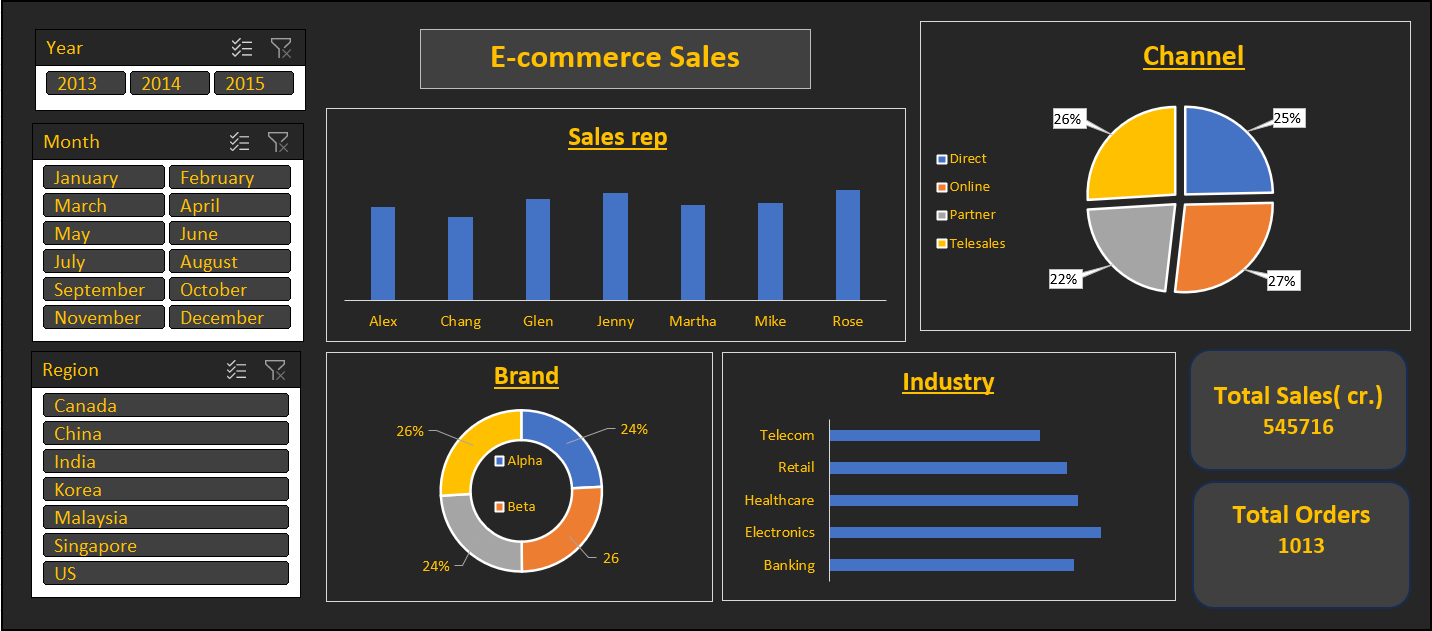 Year
2013 2014 2015
Month
January February
March April
May June
July August
September October
November December
Region
Canada
China
India
Korea
Malaysia
Singapore
US
E-commerce Sales
Sales rep
Alex Chang Glen Jenny Martha Mike Rose
Channel
Direct
Online
Partner
Telesales
26% 25%
22% 27%
Brand
26% 24%
Alpha
Beta
24% 26
Industry
Telecom
Retail
Healthcare
Electronics
Banking
Total Sales( cr.)
545716
Total Orders
1013